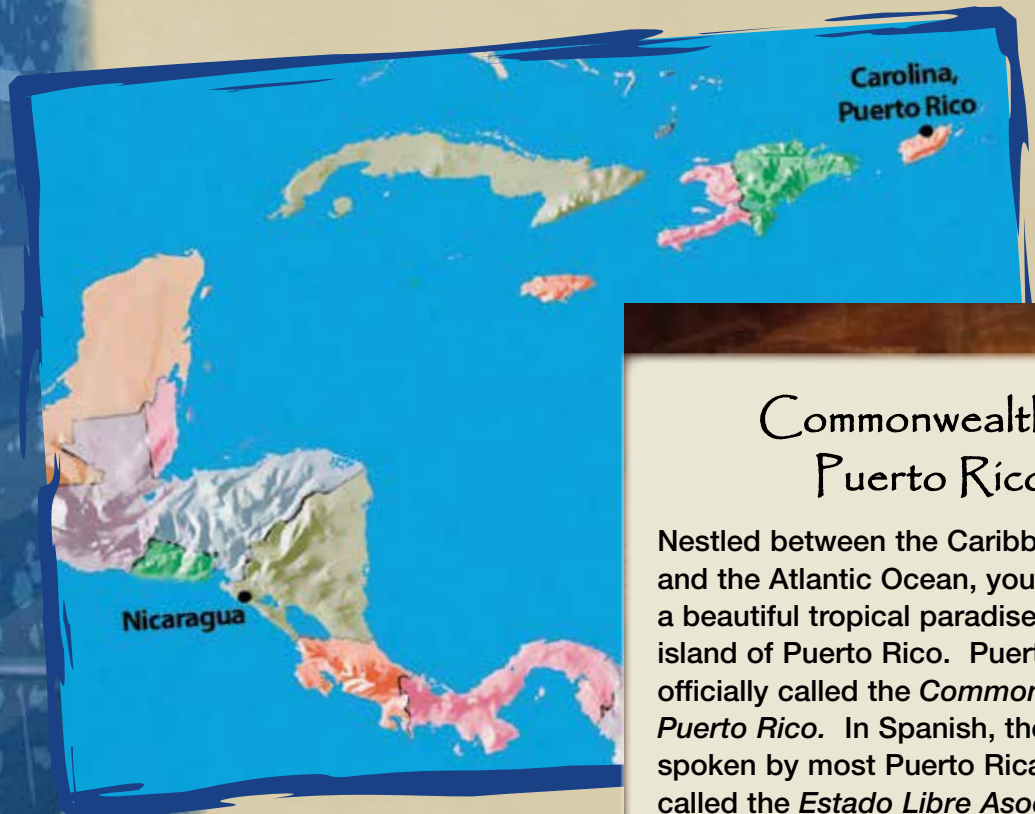 Carolina,
Puerto Rico
Nicaragua
Commonwealth
Puerto Rico
Nestled between the Caribb
and the Atlantic Ocean, you
a beautiful tropical paradise
island of Puerto Rico. Puert
officially called the Common
Puerto Rico. In Spanish, the
spoken by most Puerto Rica
called the Estado Libre Aso